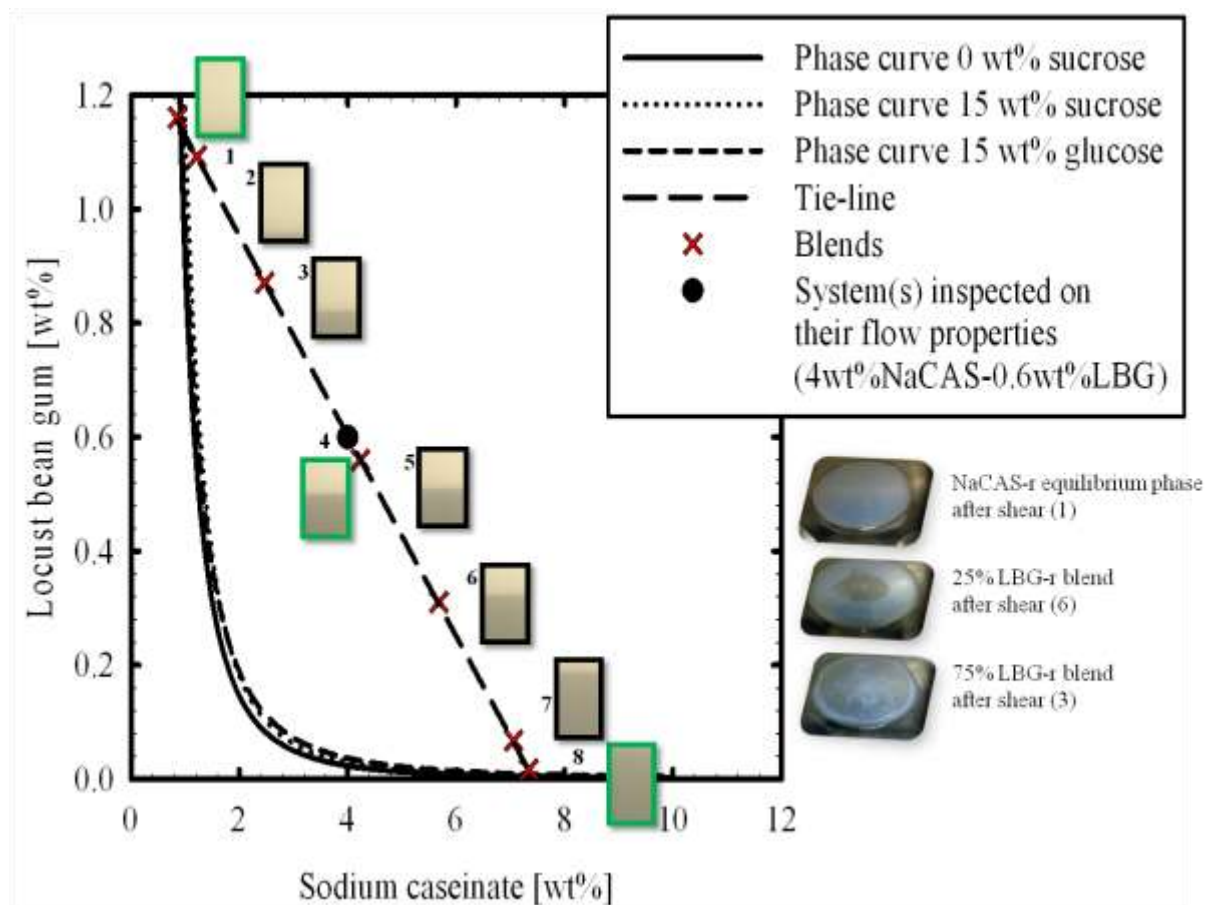 Phase curve 0 wt% sucrose
Phase curve 15 wt% sucrose
Phase curve 15 wt% glucose
Tie-line
Blends
System(s) inspected on
their flow properties
(4wt%NaCAS-0.6wt%LBG)
Locust bean gum [wt%]
1.2
1.0
0.8
0.6
0.4
0.2
0.0
1
2
3
4
5
6
7
8
0
2
4
6
8
10
12
Sodium caseinate [wt%]
NaCAS-r equilibrium phase
after shear (1)
25% LBG-r blend
after shear (6)
75% LBG-r blend
after shear (3)